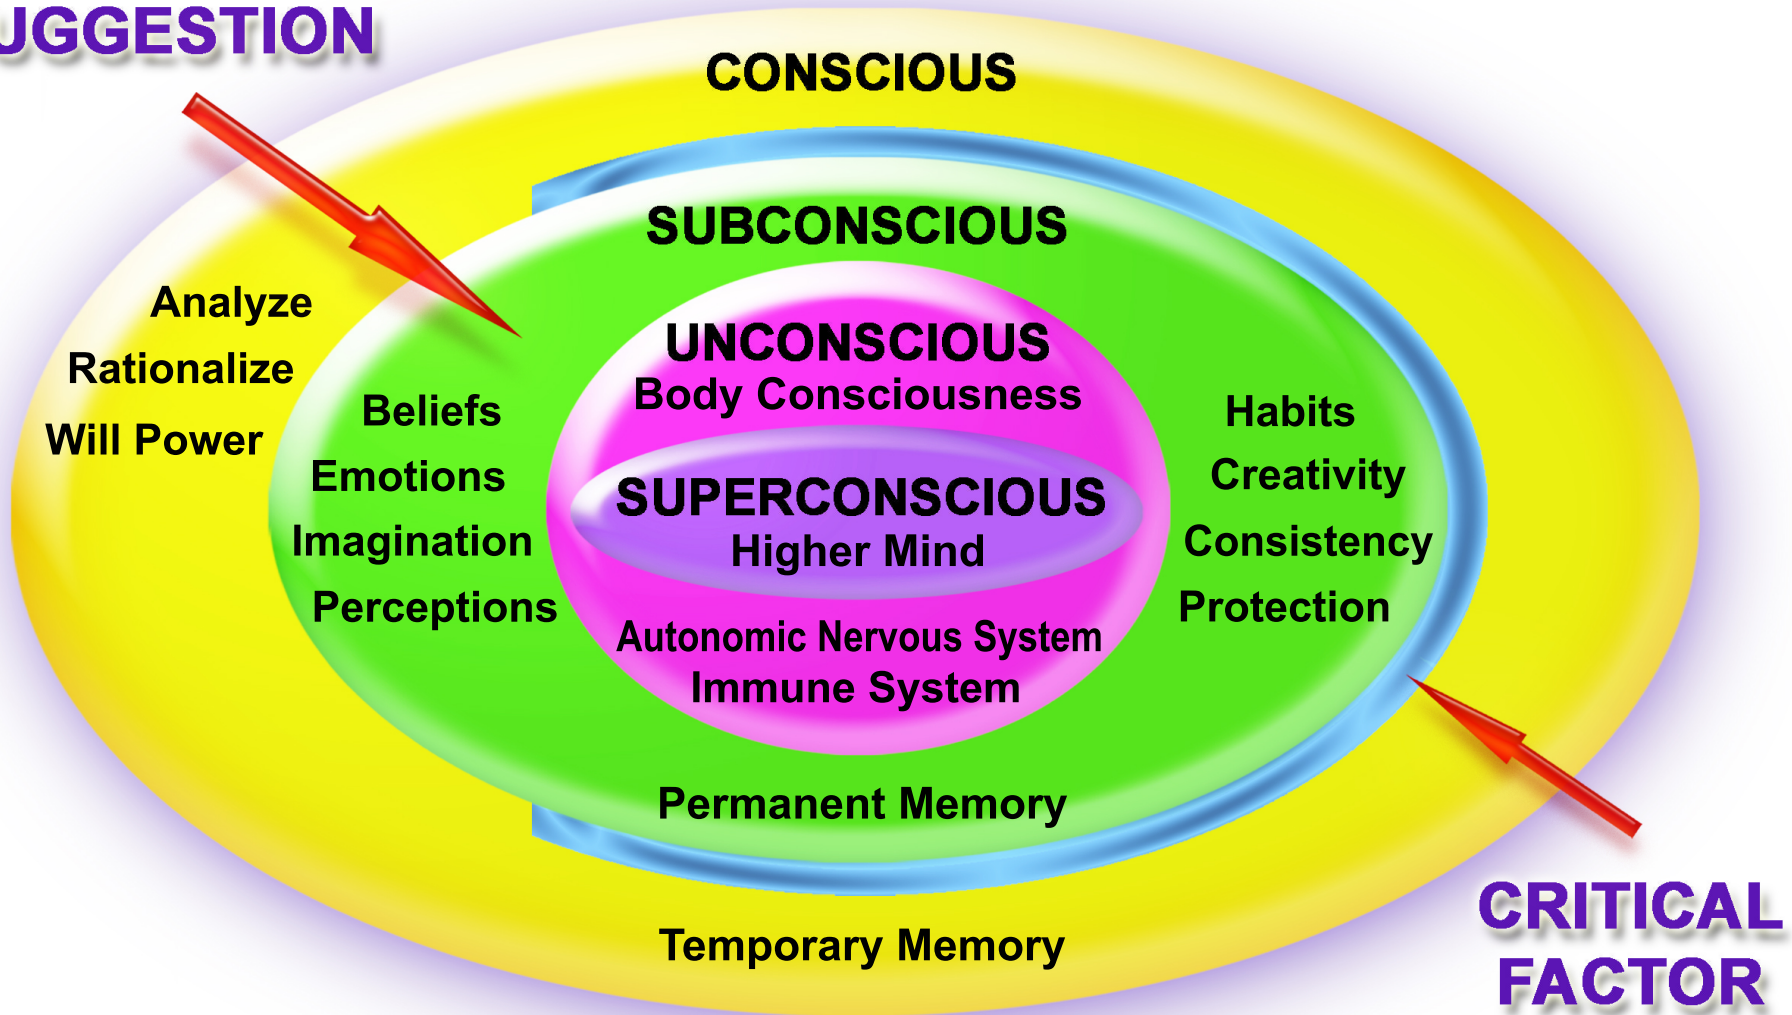 UGGESTION
CONSCIOUS
SUBCONSCIOUS
Analyze
Rationalize
Will Power
Beliefs
Emotions
Imagination
Perceptions
UNCONSCIOUS
Body Consciousness
SUPERCONSCIOUS
Higher Mind
Autonomic Nervous System
Immune System
Habits
Creativity
Consistency
Protection
Permanent Memory
Temporary Memory
CRITICAL
FACTOR